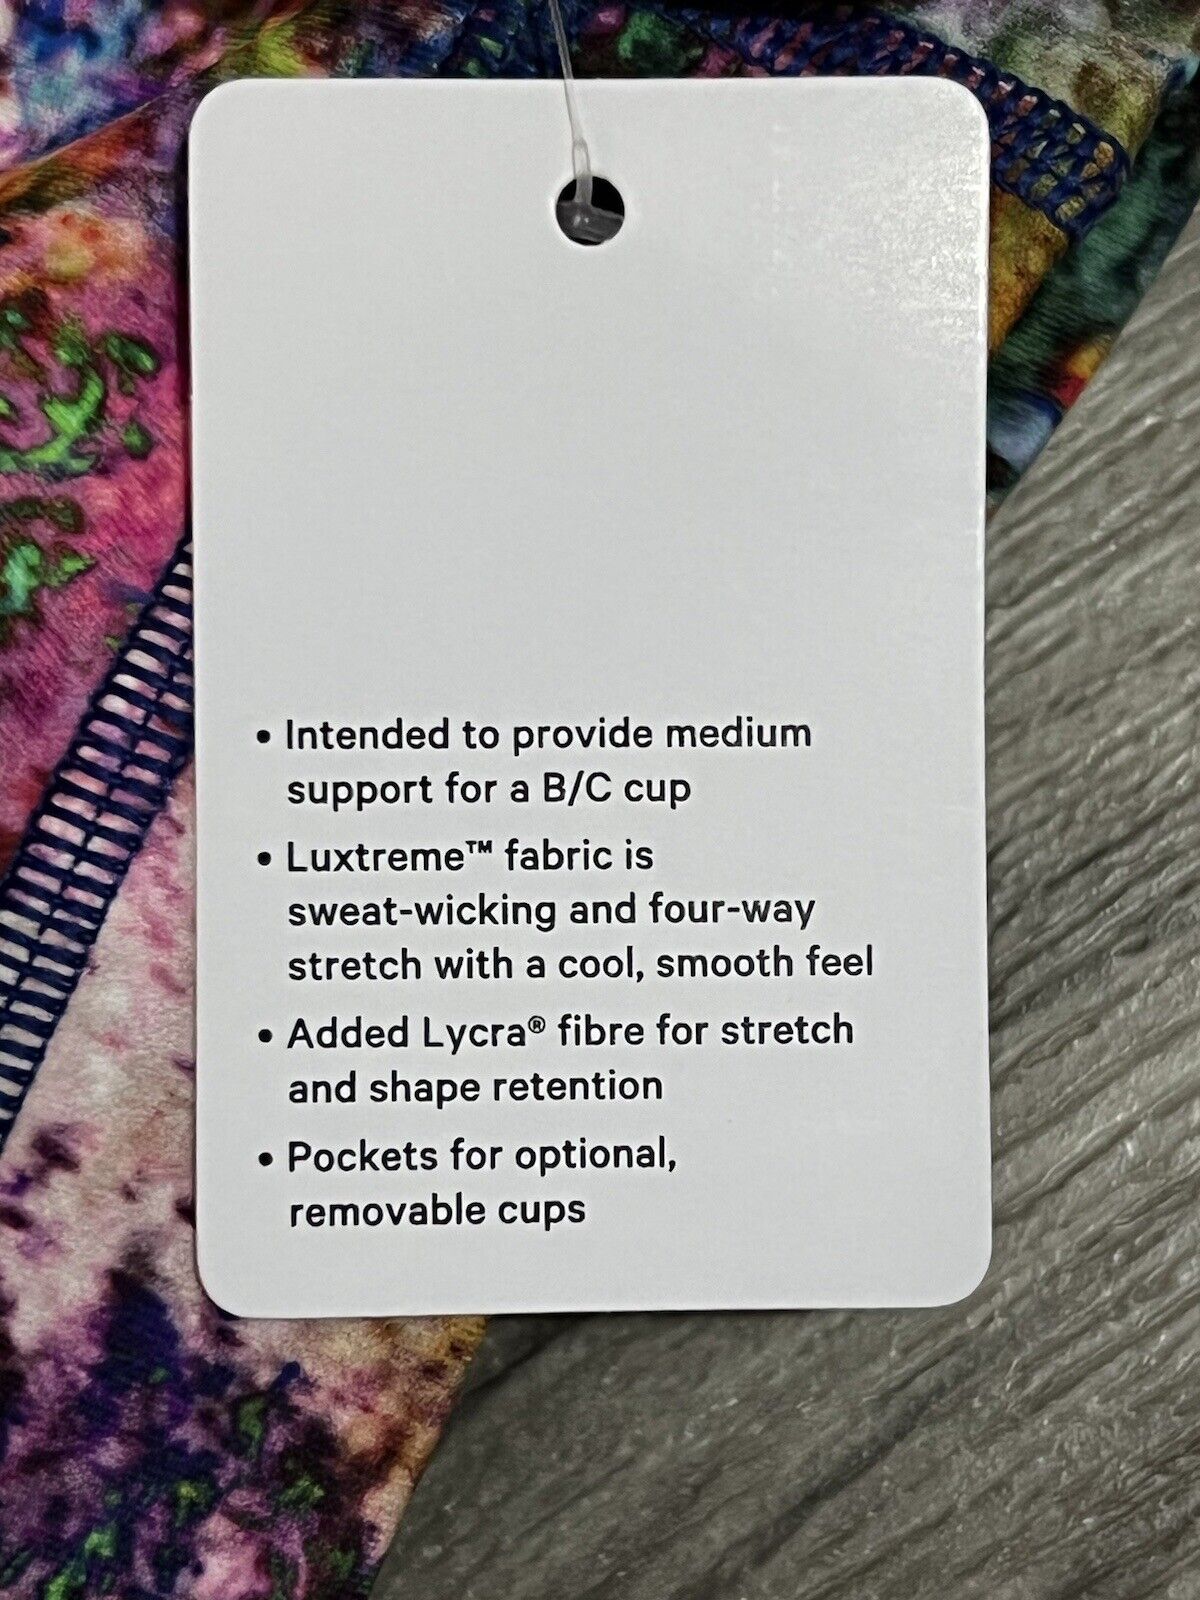 • Intended to provide medium
support for a B/C cup
• Luxtreme™ fabric is
sweat-wicking and four-way
stretch with a cool, smooth feel
• Added Lycra® fibre for stretch
and shape retention
• Pockets for optional,
removable cups